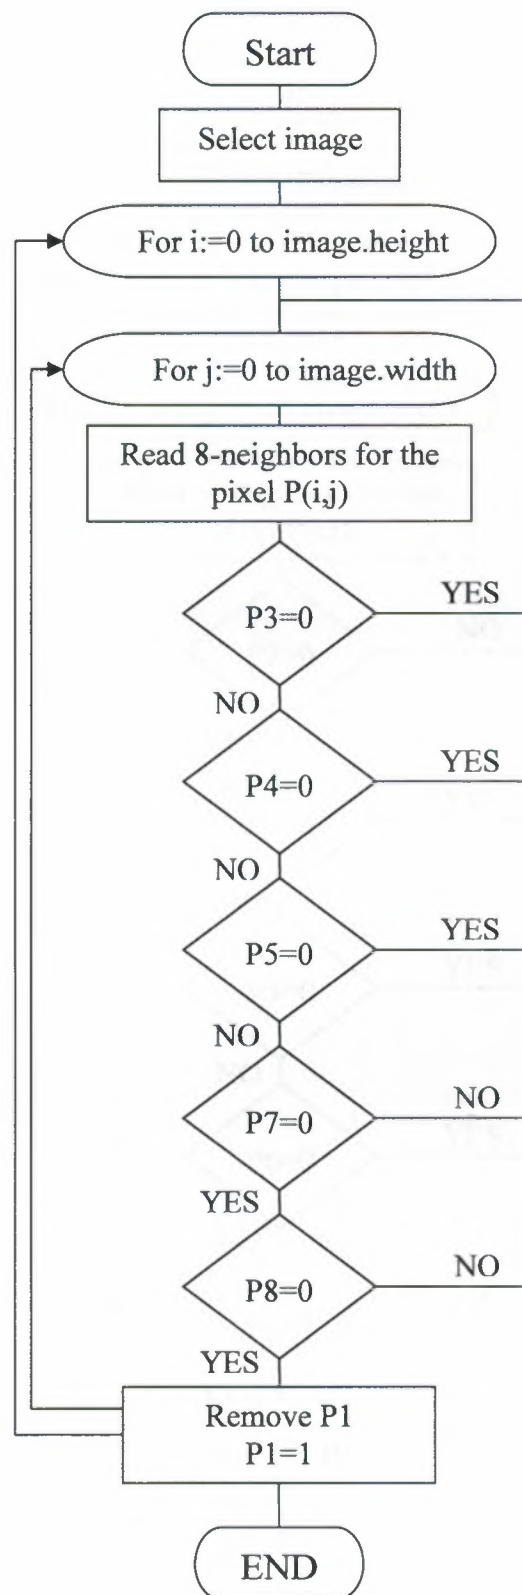 Start
Select image
For i:=0 to image.height
For j:=0 to image.width
Read 8-neighbors for the
pixel P(i,j)
P3=0
YES
NO
P4=0
YES
NO
P5=0
YES
NO
P7=0
NO
YES
P8=0
NO
YES
Remove P1
P1=1
END